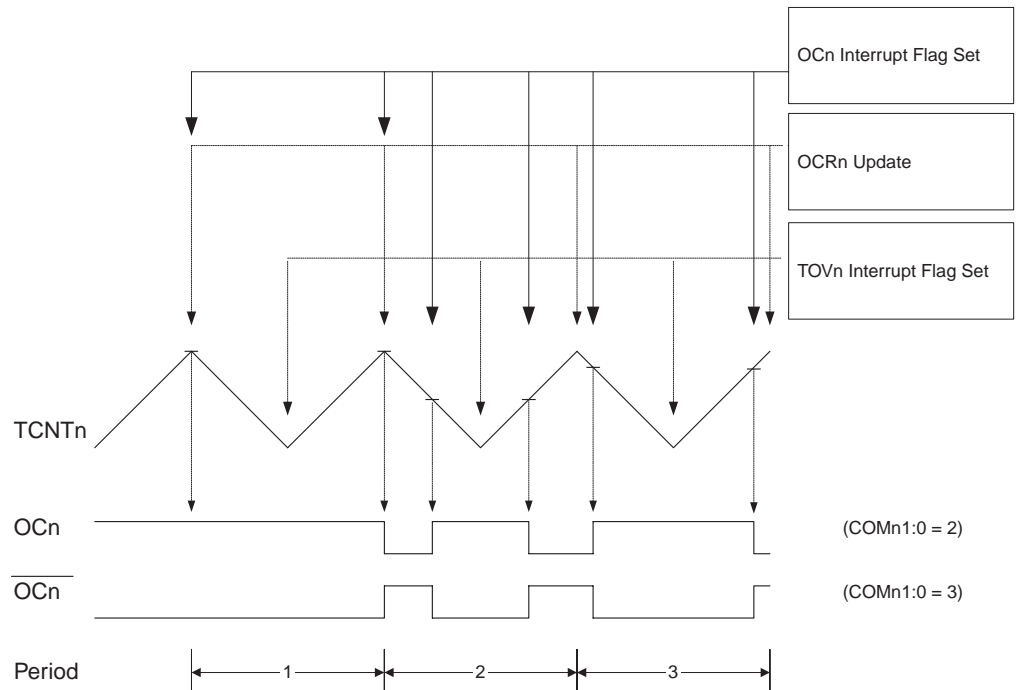 OCn Interrupt Flag Set
OCRn Update
TOVn Interrupt Flag Set
TCNTn
OCn (COMn1:0 = 2)
OCn (COMn1:0 = 3)
Period 1 2 3